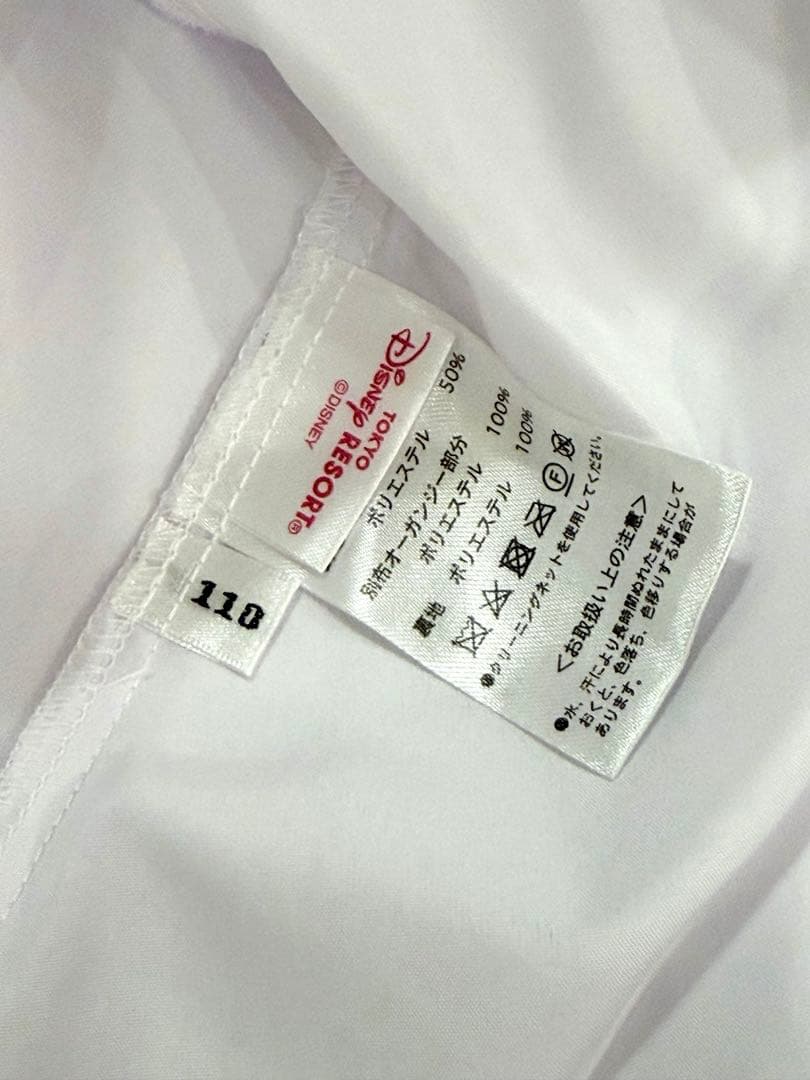 Disney
TOKYO
RESORT®
©DISNEY
ポリエステル 50%
別布オーガンジー部分
ポリエステル 100%
裏地 ポリエステル 100%
F
●クリーニングネットを使用してください。
<お取扱い上の注意>
●水、汗により長時間ぬれたままにして
おくと、色落ち、色移りする場合が
あります。
110